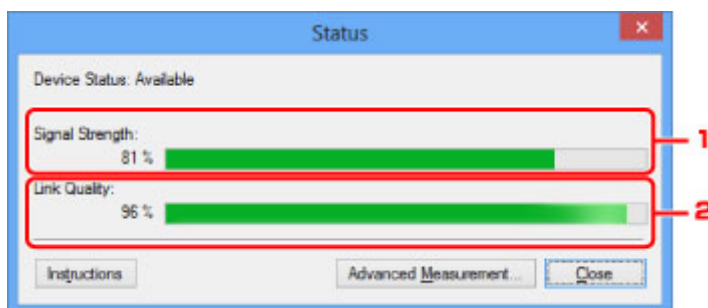 Status
Device Status: Available
Signal Strength:
81 %
1
Link Quality:
96 %
2
Instructions Advanced Measurement... Close